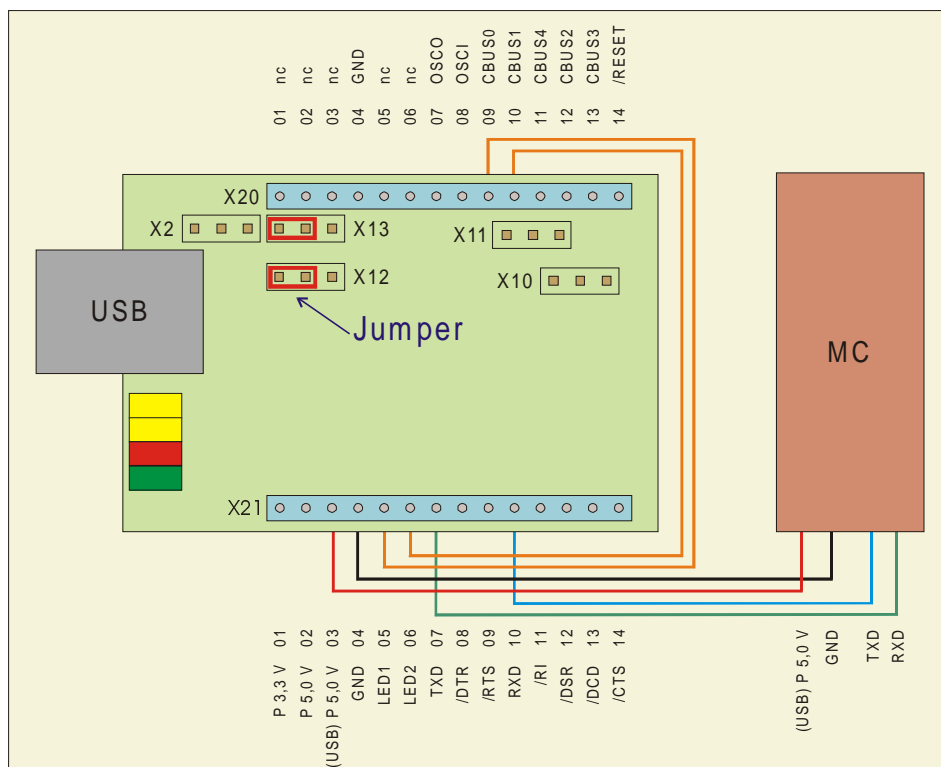 01 nc
02 nc
03 nc
04 GND
05 nc
06 nc
07 OSCO
08 OSCI
09 CBUS0
10 CBUS1
11 CBUS4
12 CBUS2
13 CBUS3
14 /RESET
X20
X2
X13
X11
X12
X10
USB
Jumper
MC
X21
P 3,3 V 01
P 5,0 V 02
(USB) P 5,0 V 03
GND 04
LED1 05
LED2 06
TXD 07
/DTR 08
/RTS 09
RXD 10
/RI 11
/DSR 12
/DCD 13
/CTS 14
(USB) P 5,0 V
GND
TXD
RXD